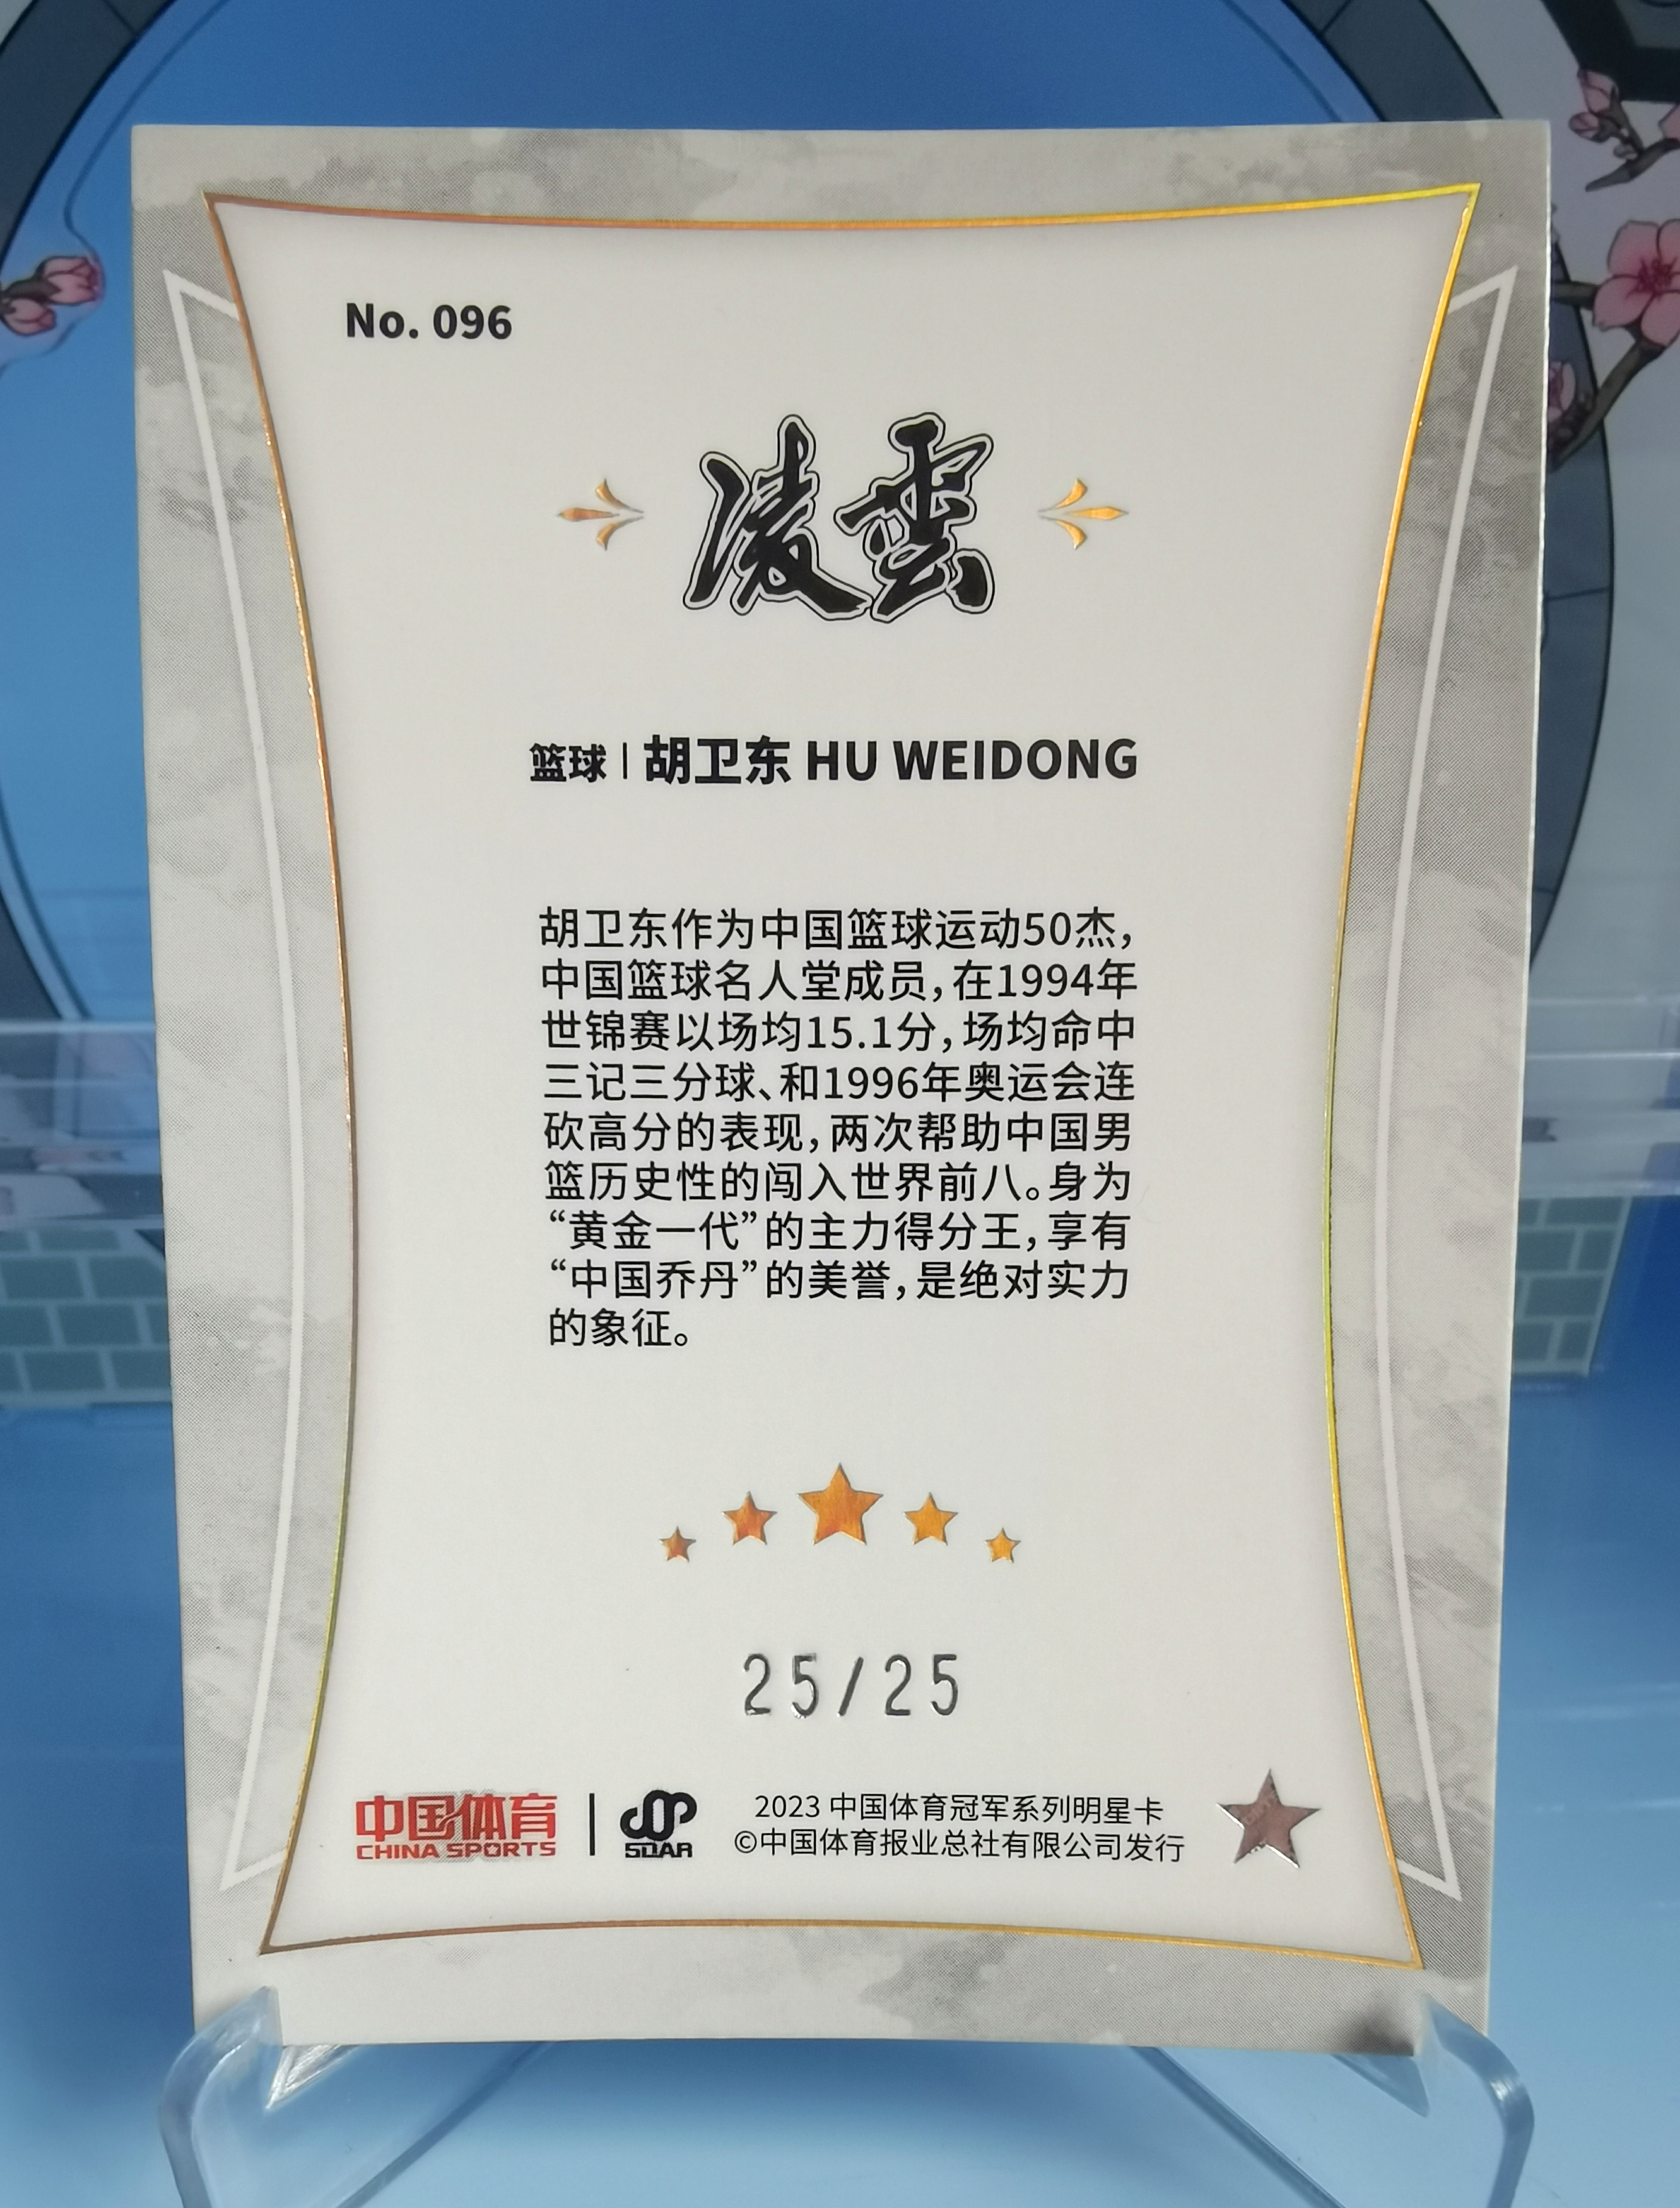 No. 096
凌雲
篮球 | 胡卫东 HU WEIDONG
胡卫东作为中国篮球运动50杰，
中国篮球名人堂成员，在1994年
世锦赛以场均15.1分，场均命中
三记三分球、和1996年奥运会连
砍高分的表现，两次帮助中国男
篮历史性的闯入世界前八。身为
“黄金一代”的主力得分王，享有
“中国乔丹”的美誉，是绝对实力
的象征。
25/25
中国体育
CHINA SPORTS
SQAR
2023 中国体育冠军系列明星卡
©中国体育报业总社有限公司发行